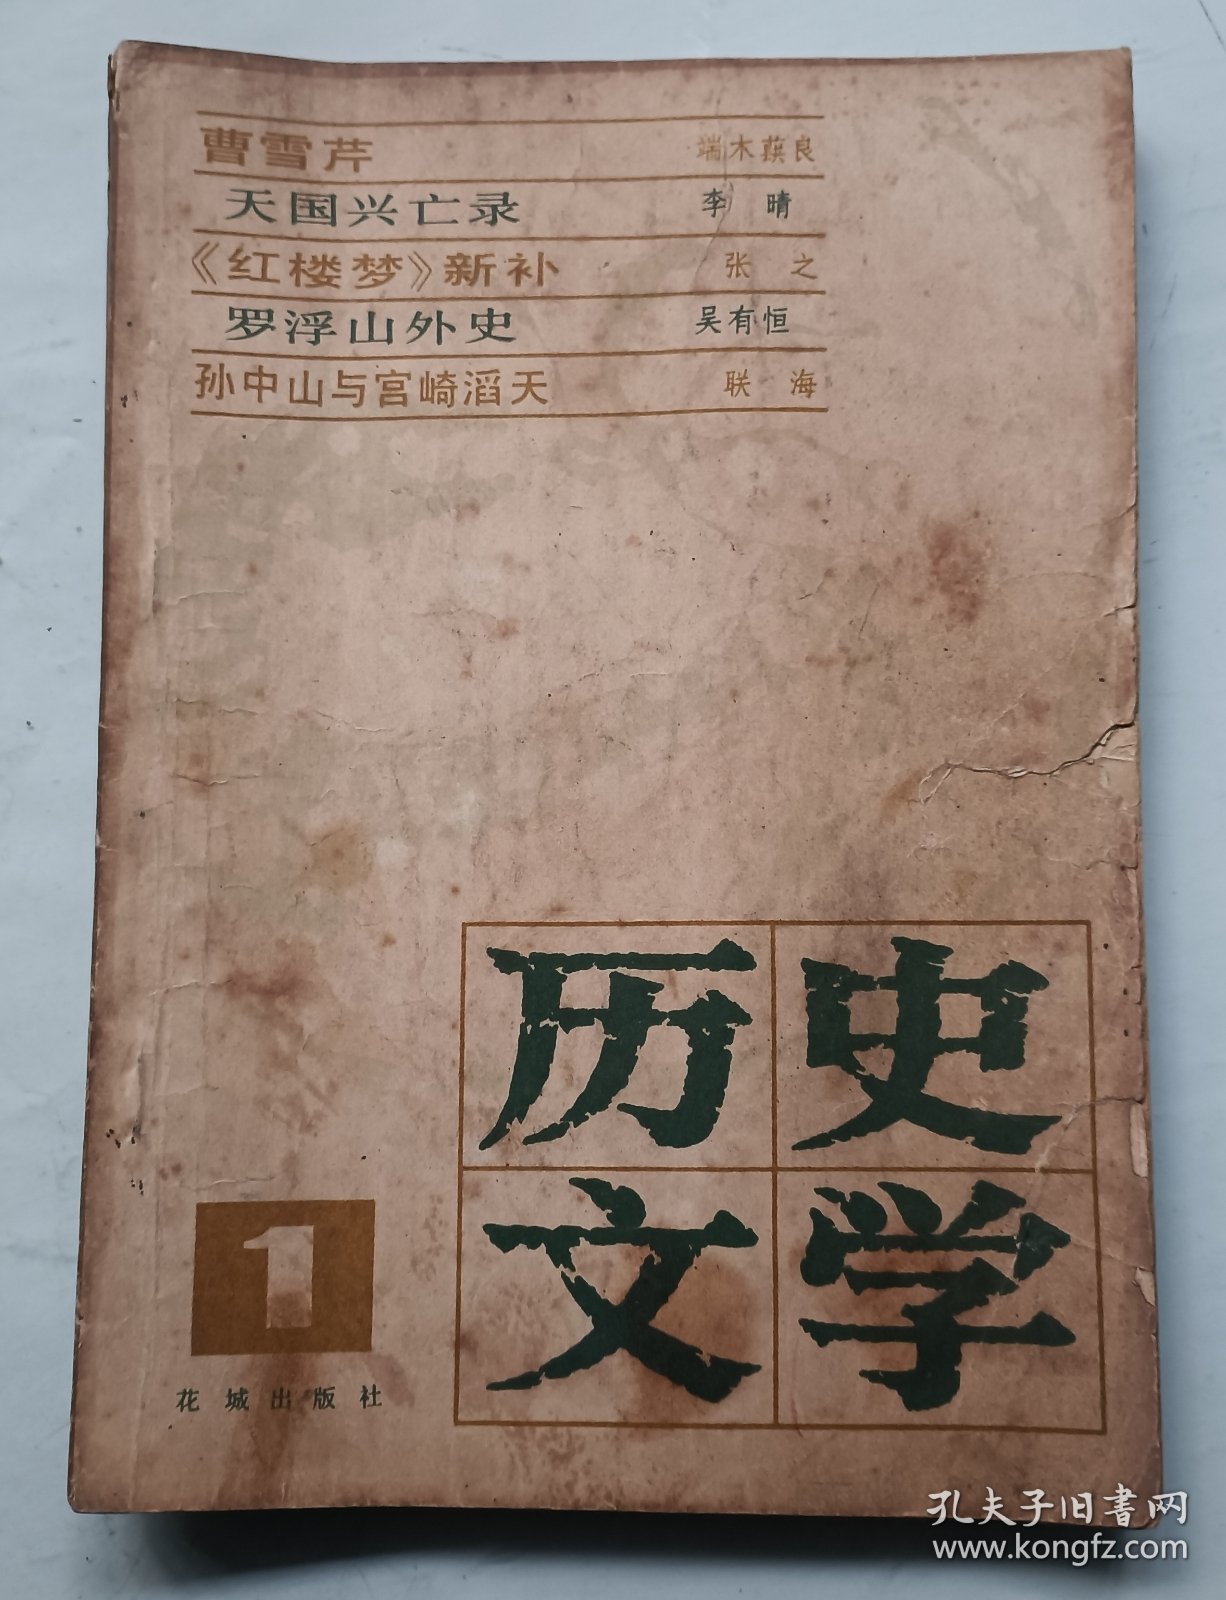 曹雪芹 端木蕻良
天国兴亡录 李晴
《红楼梦》新补 张之
罗浮山外史 吴有恒
孙中山与宫崎滔天 联海
历史
文学
1
花城出版社
孔夫子旧書网
www.kongfz.com